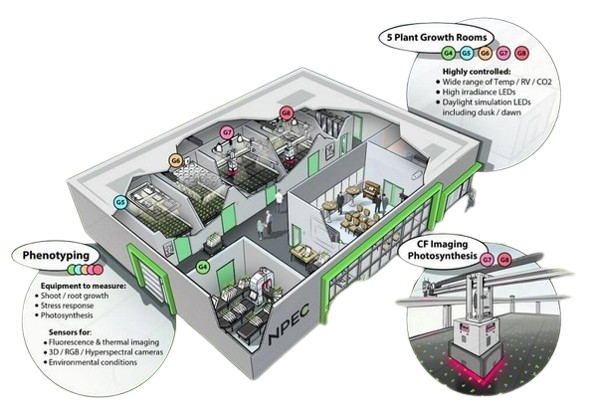 5 Plant Growth Rooms
G4 G5 G6 G7 G8
Highly controlled:
• Wide range of Temp / RV / CO2
• High irradiance LEDs
• Daylight simulation LEDs
including dusk / dawn
G8
G7
G6
G5
G4
NPEC
Phenotyping
Equipment to measure:
• Shoot / root growth
• Stress response
• Photosynthesis
Sensors for:
• Fluorescence & thermal imaging
• 3D / RGB / Hyperspectral cameras
• Environmental conditions
CF Imaging
Photosynthesis G7 G8